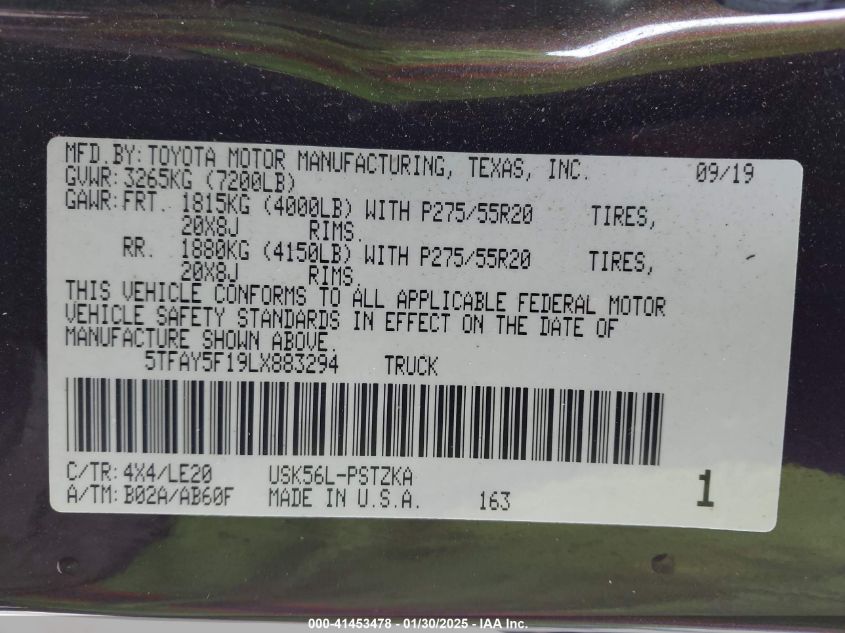 MFD.BY: TOYOTA MOTOR MANUFACTURING, TEXAS, INC. 09/19
GVWR: 3265KG (7200LB)
GAWR: FRT. 1815KG (4000LB) WITH P275/55R20 TIRES,
20X8J RIMS.
RR. 1880KG (4150LB) WITH P275/55R20 TIRES,
20X8J RIMS.
THIS VEHICLE CONFORMS TO ALL APPLICABLE FEDERAL MOTOR
VEHICLE SAFETY STANDARDS IN EFFECT ON THE DATE OF
MANUFACTURE SHOWN ABOVE.
5TFAY5F19LX883294 TRUCK
C/TR: 4X4/LE20 USK56L-PSTZKA
A/TM: B02A/AB60F MADE IN U.S.A. 163 1
000-41453478 - 01/30/2025 - IAA Inc.